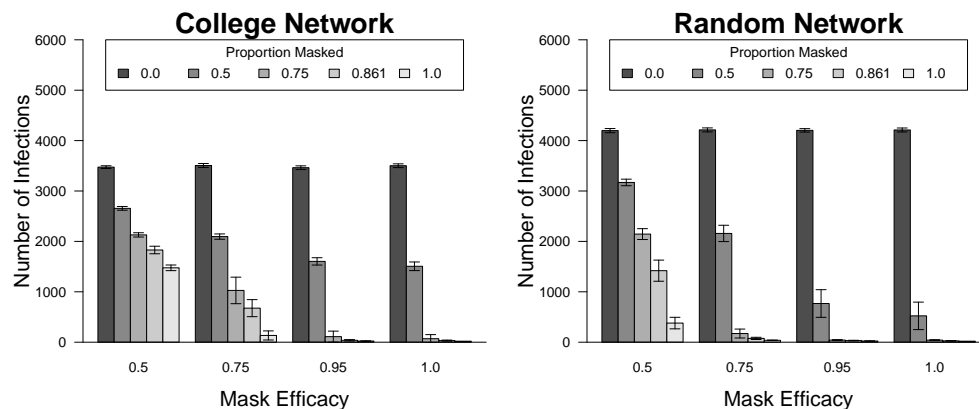 College Network
Proportion Masked
0.0 0.5 0.75 0.861 1.0
Number of Infections
6000
5000
4000
3000
2000
1000
0
0.5 0.75 0.95 1.0
Mask Efficacy
Random Network
Proportion Masked
0.0 0.5 0.75 0.861 1.0
Number of Infections
6000
5000
4000
3000
2000
1000
0
0.5 0.75 0.95 1.0
Mask Efficacy